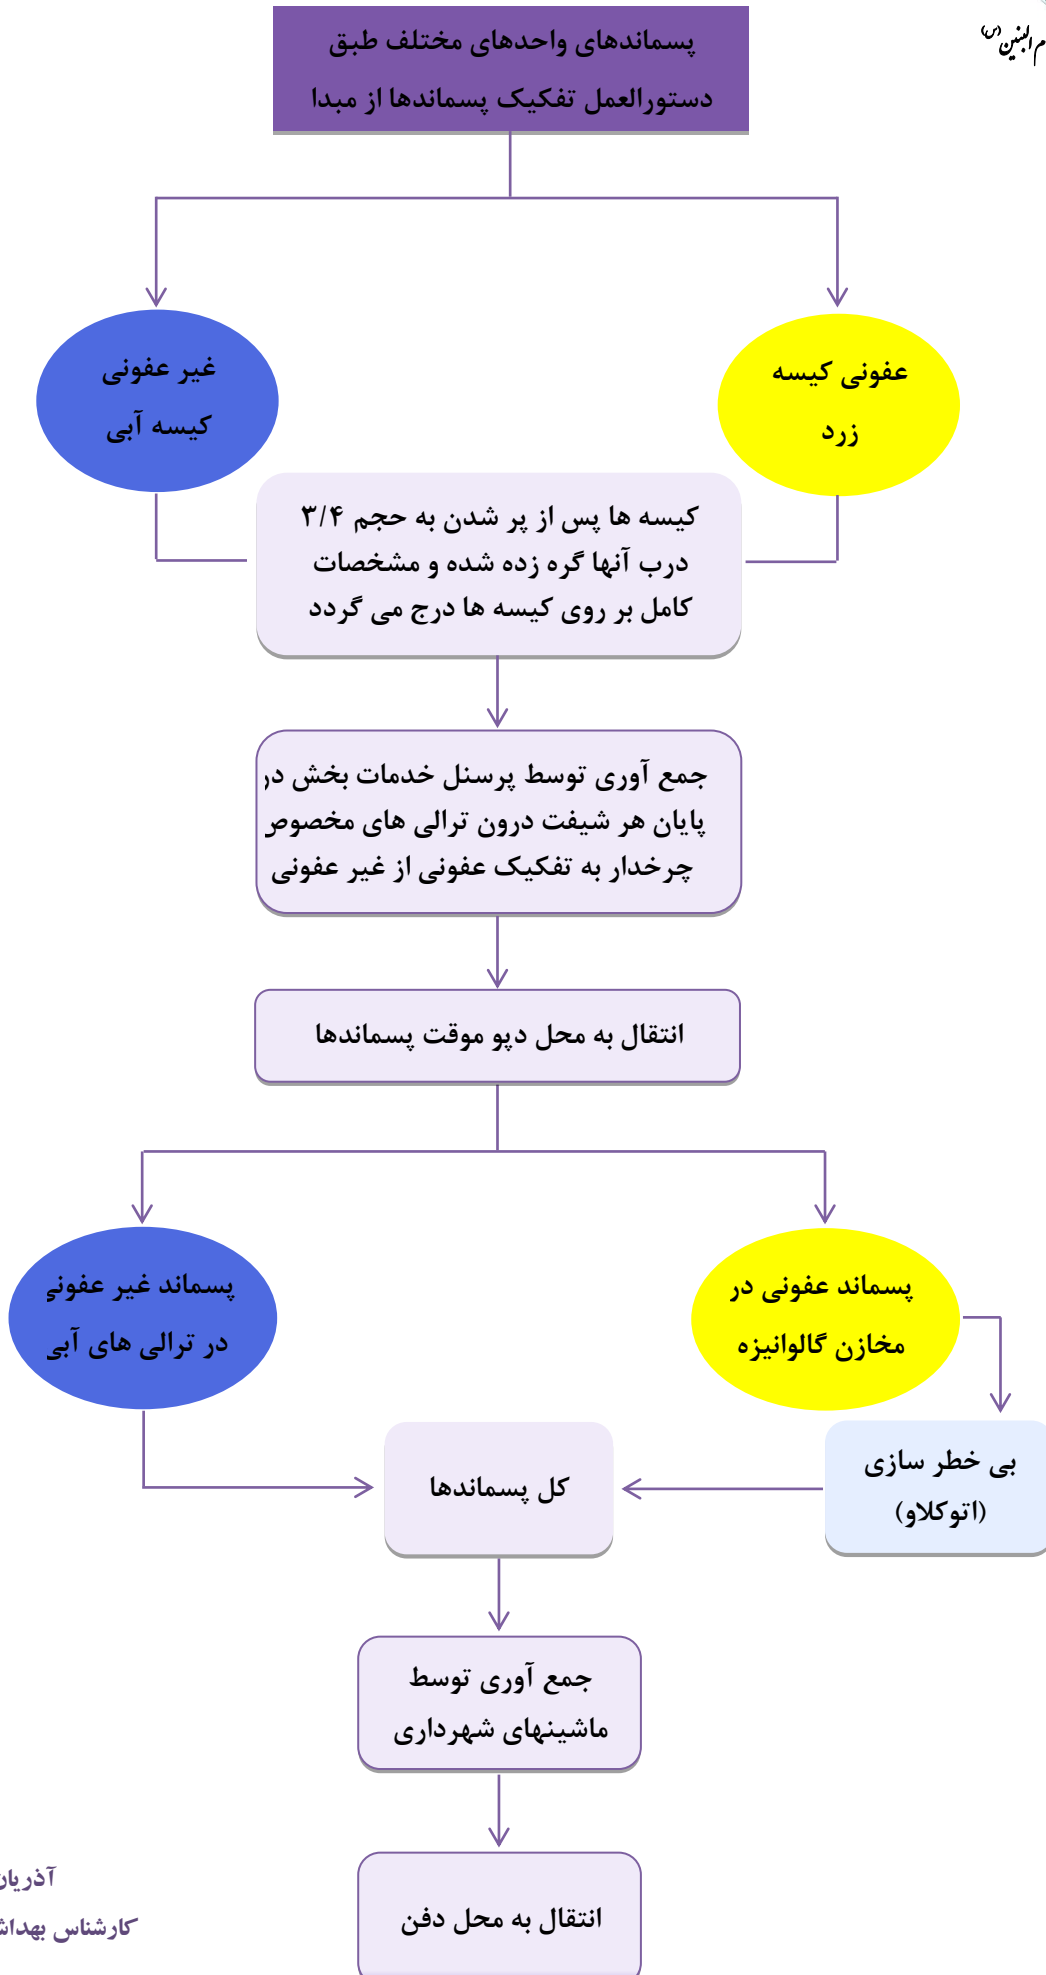 ام البنین (س)
پسماندهای واحدهای مختلف طبق
دستورالعمل تفکیک پسماندها از مبدا
عفونی کیسه
زرد
غیر عفونی
کیسه آبی
کیسه ها پس از پر شدن به حجم ۳/۴
درب آنها گره زده شده و مشخصات
کامل بر روی کیسه ها درج می گردد
جمع آوری توسط پرسنل خدمات بخش در
پایان هر شیفت درون ترالی های مخصوص
چرخدار به تفکیک عفونی از غیر عفونی
انتقال به محل دپو موقت پسماندها
پسماند عفونی در
مخازن گالوانیزه
پسماند غیر عفونی
در ترالی های آبی
بی خطر سازی
(اتوکلاو)
کل پسماندها
جمع آوری توسط
ماشینهای شهرداری
انتقال به محل دفن
آذریان
کارشناس